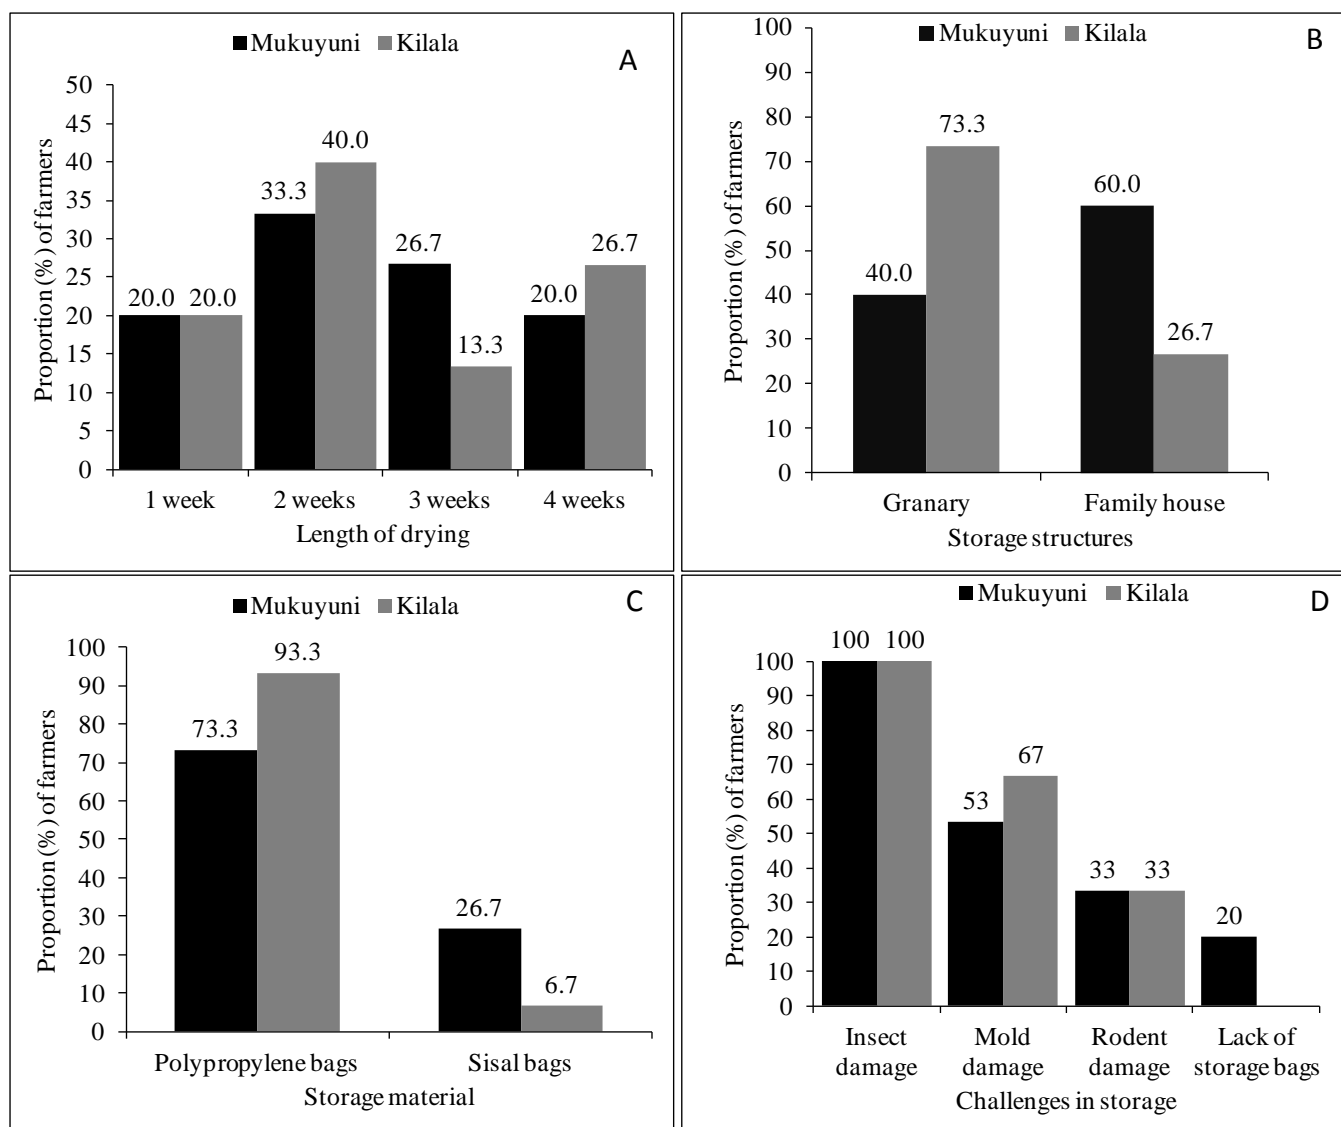 Mukuyuni Kilala
A
Proportion (%) of farmers
50
45
40
35
30
25
20
15
10
5
0
20.0 20.0
33.3 40.0
26.7 13.3
20.0 26.7
1 week 2 weeks 3 weeks 4 weeks
Length of drying
Mukuyuni Kilala
B
Proportion (%) of farmers
100
90
80
70
60
50
40
30
20
10
0
40.0 73.3
60.0 26.7
Granary Family house
Storage structures
Mukuyuni Kilala
C
Proportion (%) of farmers
100
90
80
70
60
50
40
30
20
10
0
73.3 93.3
26.7 6.7
Polypropylene bags Sisal bags
Storage material
Mukuyuni Kilala
D
Proportion (%) of farmers
100
90
80
70
60
50
40
30
20
10
0
100 100
53 67
33 33
20
Insect damage
Mold damage
Rodent damage
Lack of storage bags
Challenges in storage